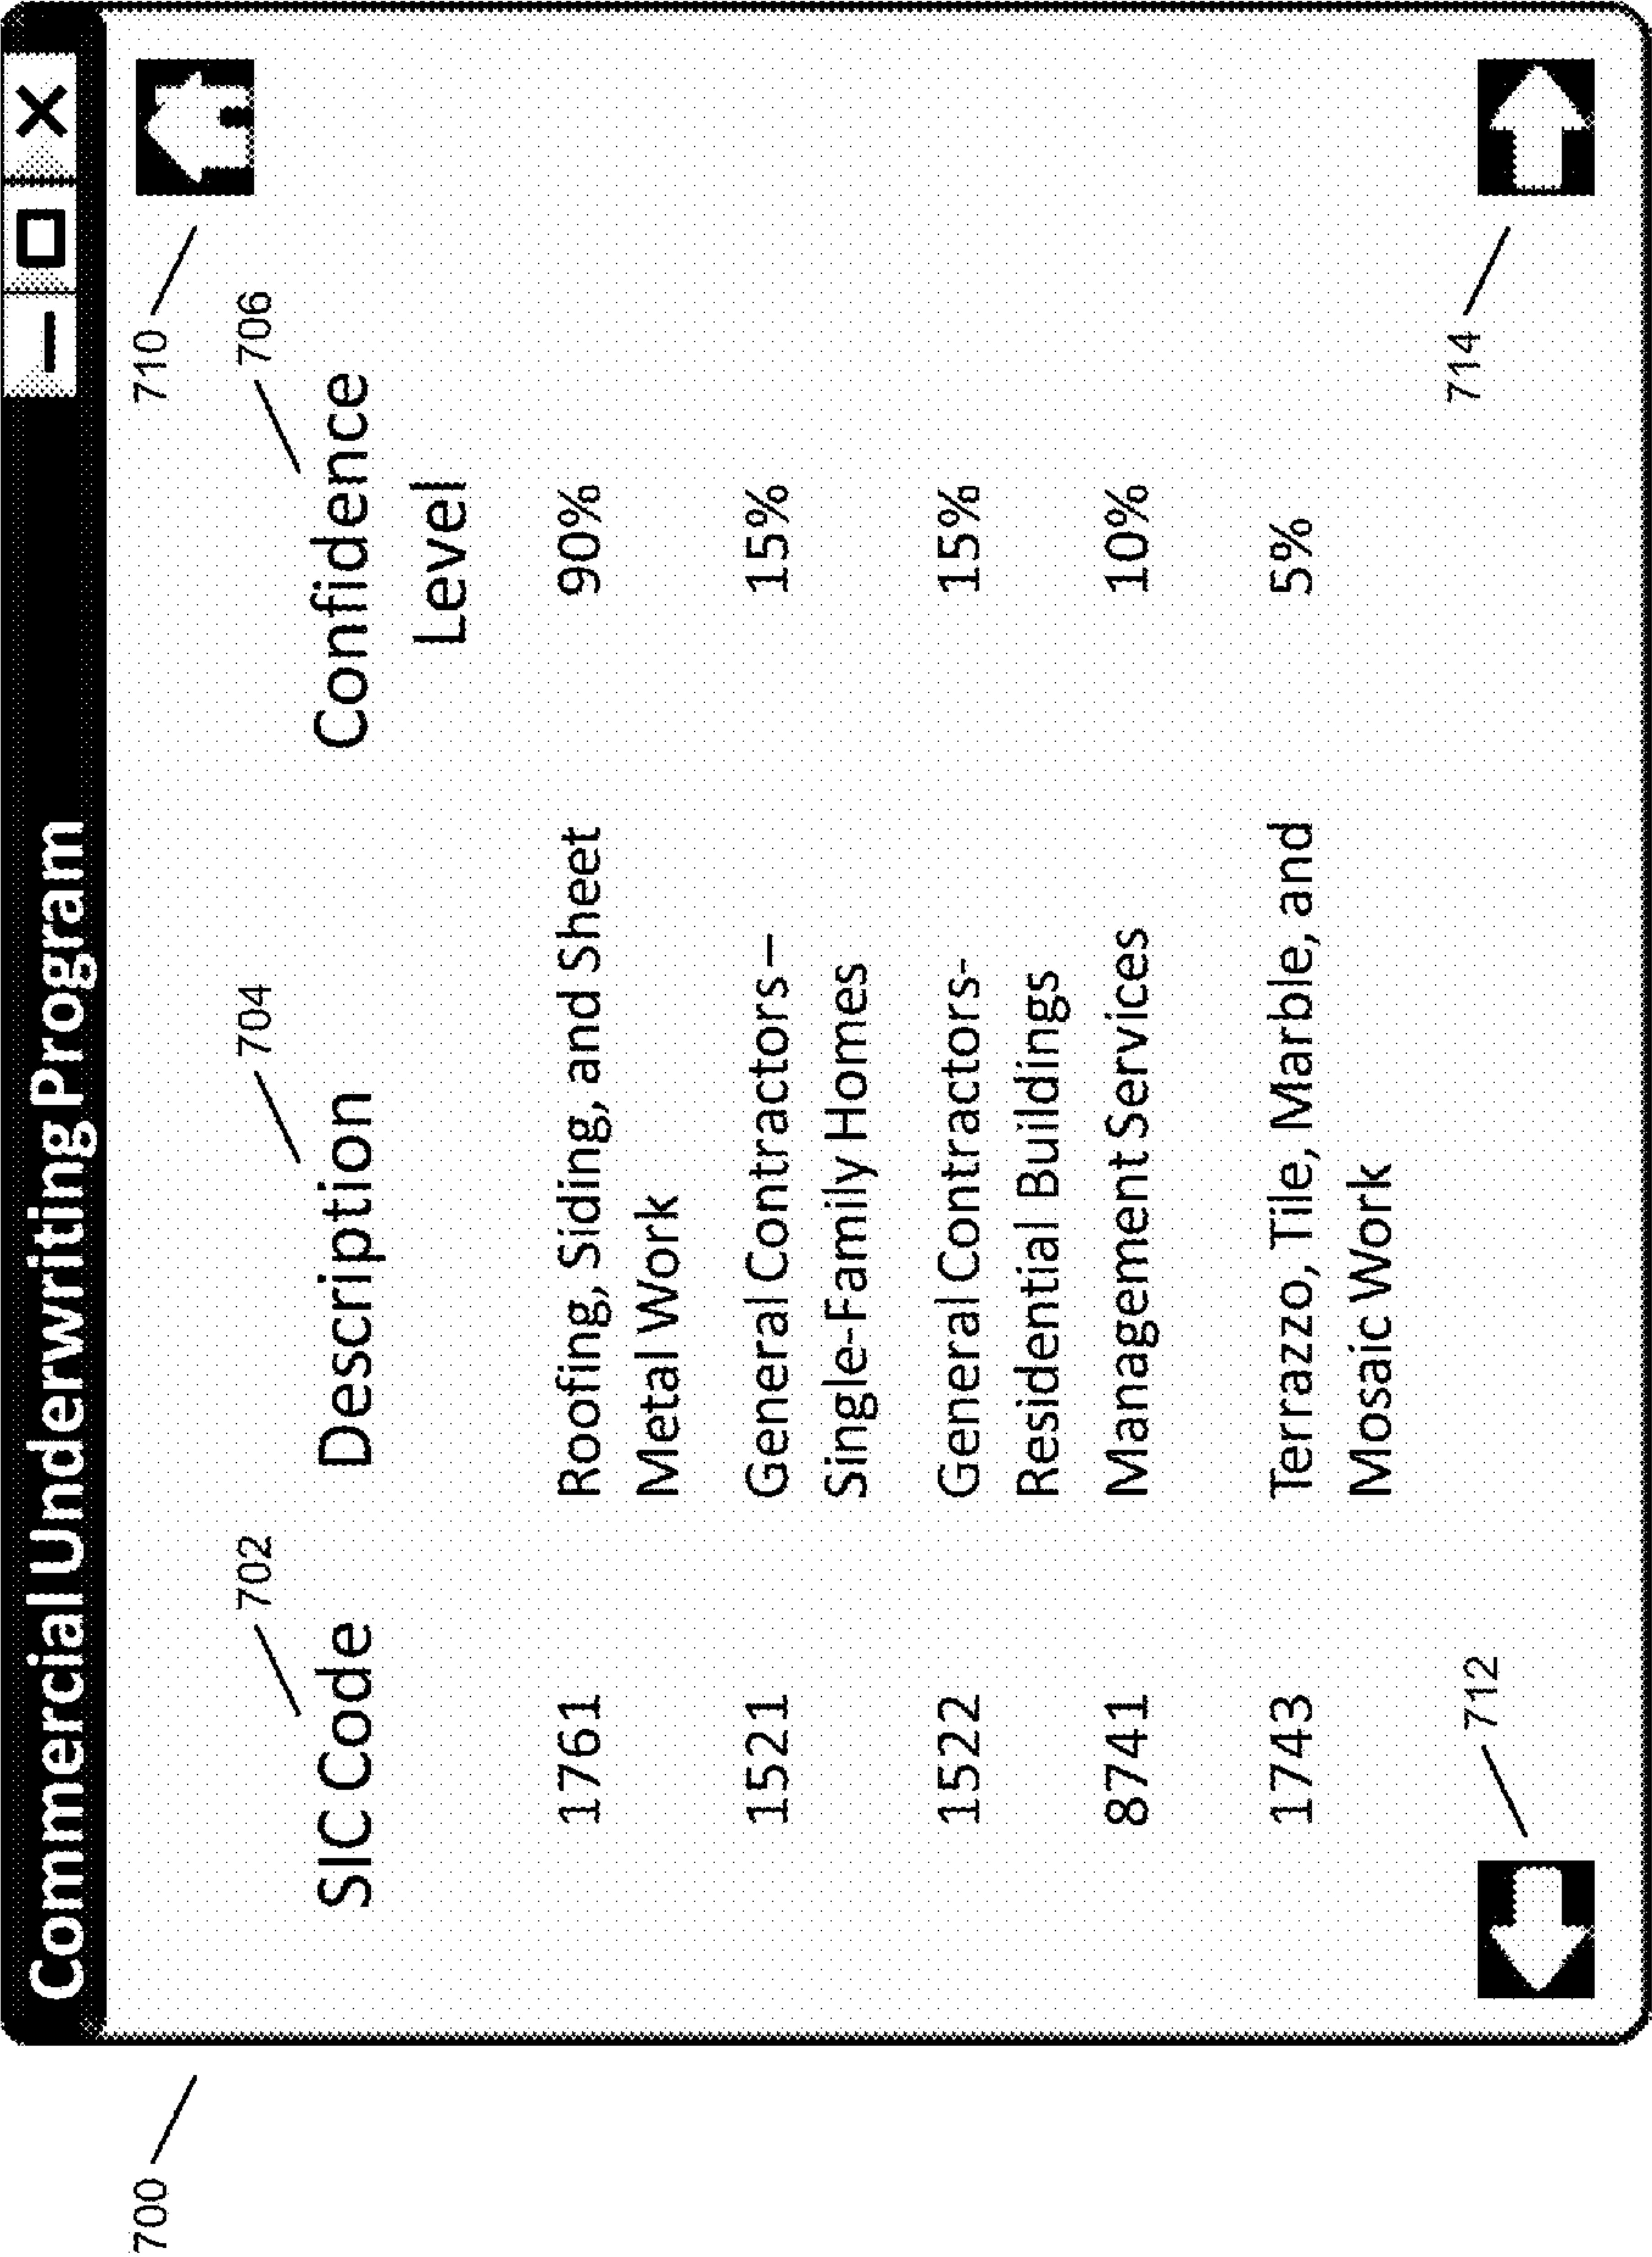 700
Commercial Underwriting Program
710
702
704
706
SIC Code Description Confidence
Level
1761 Roofing, Siding, and Sheet 90%
Metal Work
1521 General Contractors– 15%
Single-Family Homes
1522 General Contractors- 15%
Residential Buildings
8741 Management Services 10%
1743 Terrazzo, Tile, Marble, and 5%
Mosaic Work
712
714